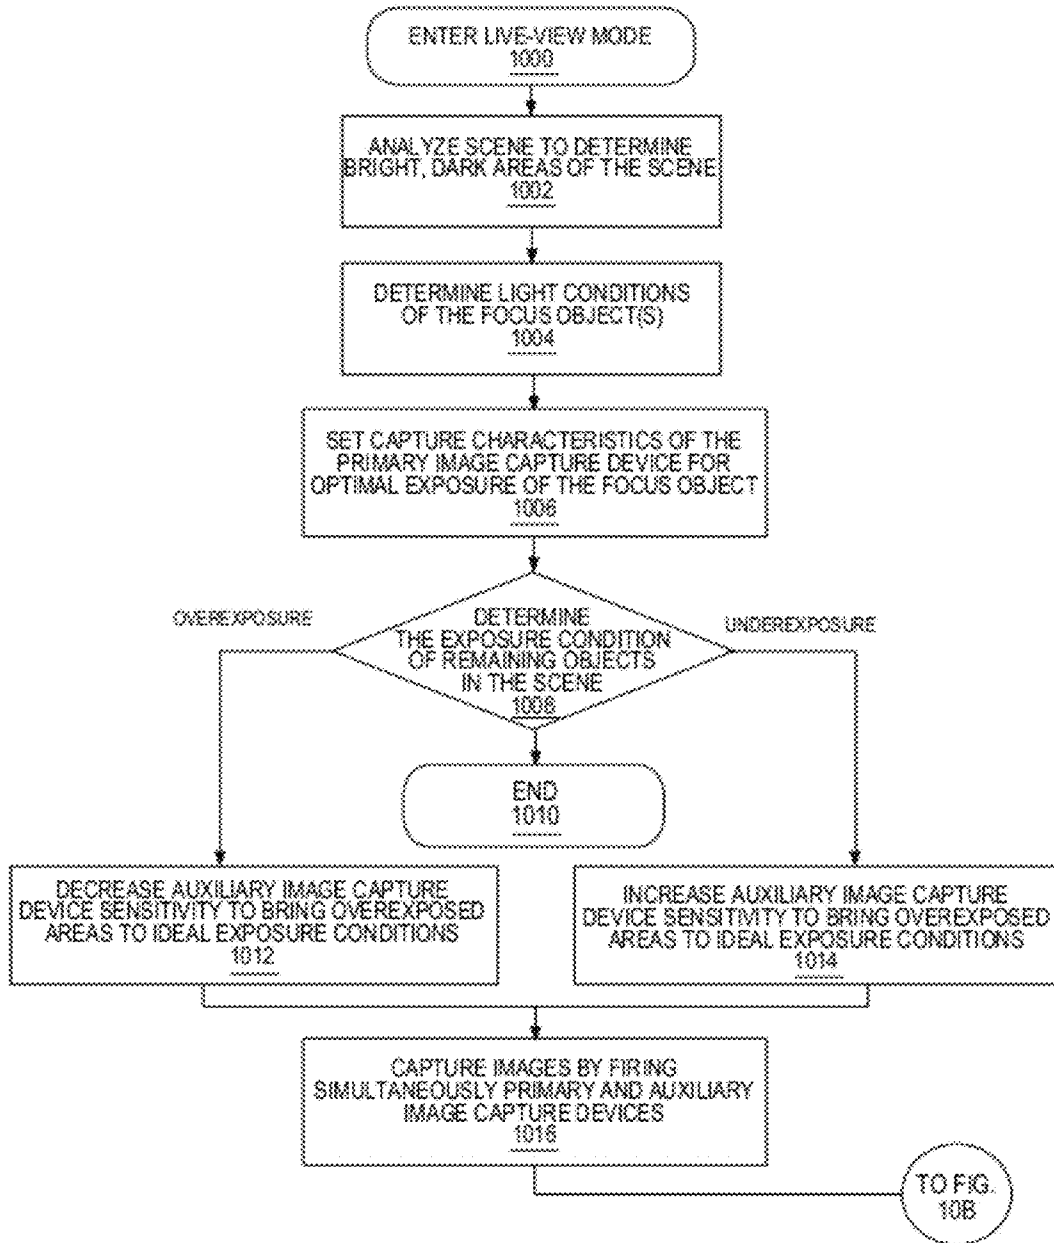 ENTER LIVE-VIEW MODE
1000
ANALYZE SCENE TO DETERMINE
BRIGHT, DARK AREAS OF THE SCENE
1002
DETERMINE LIGHT CONDITIONS
OF THE FOCUS OBJECT(S)
1004
SET CAPTURE CHARACTERISTICS OF THE
PRIMARY IMAGE CAPTURE DEVICE FOR
OPTIMAL EXPOSURE OF THE FOCUS OBJECT
1006
OVEREXPOSURE
DETERMINE
THE EXPOSURE CONDITION
OF REMAINING OBJECTS
IN THE SCENE
1008
UNDEREXPOSURE
END
1010
DECREASE AUXILIARY IMAGE CAPTURE
DEVICE SENSITIVITY TO BRING OVEREXPOSED
AREAS TO IDEAL EXPOSURE CONDITIONS
1012
INCREASE AUXILIARY IMAGE CAPTURE
DEVICE SENSITIVITY TO BRING OVEREXPOSED
AREAS TO IDEAL EXPOSURE CONDITIONS
1014
CAPTURE IMAGES BY FIRING
SIMULTANEOUSLY PRIMARY AND AUXILIARY
IMAGE CAPTURE DEVICES
1016
TO FIG.
10B